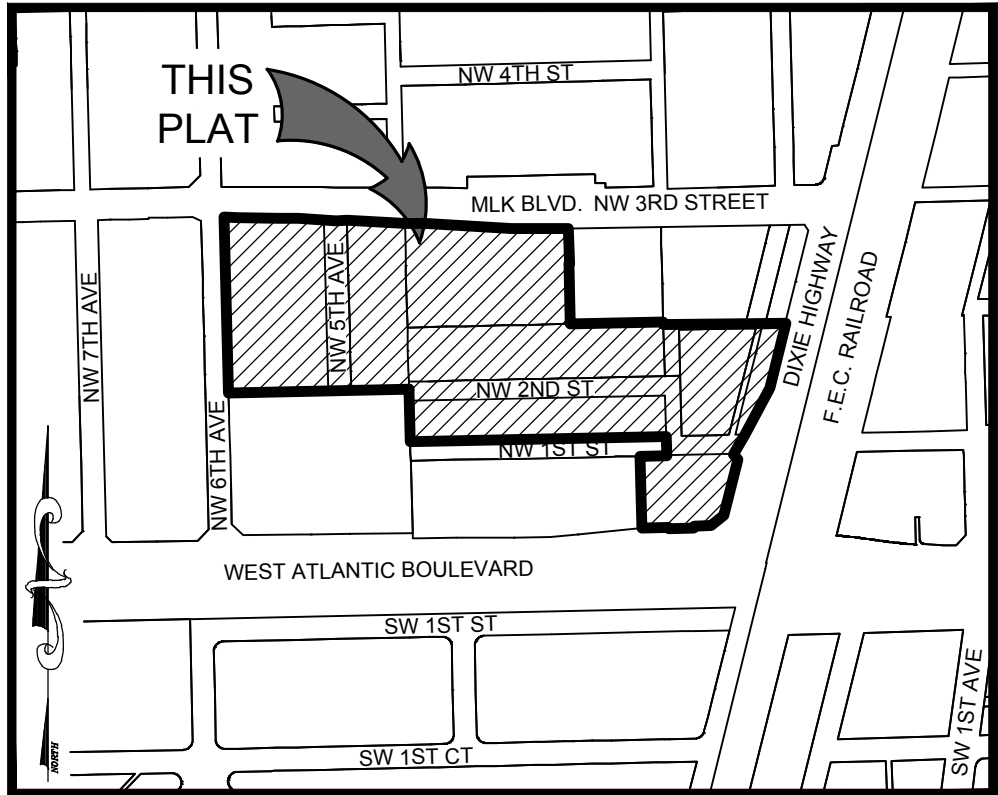 NW 4TH ST
THIS
PLAT
MLK BLVD. NW 3RD STREET
NW 5TH AVE
DIXIE HIGHWAY
F.E.C. RAILROAD
NW 7TH AVE
NW 2ND ST
NW 6TH AVE
NW 1ST ST
WEST ATLANTIC BOULEVARD
SW 1ST ST
SW 1ST AVE
SW 1ST CT
NORTH